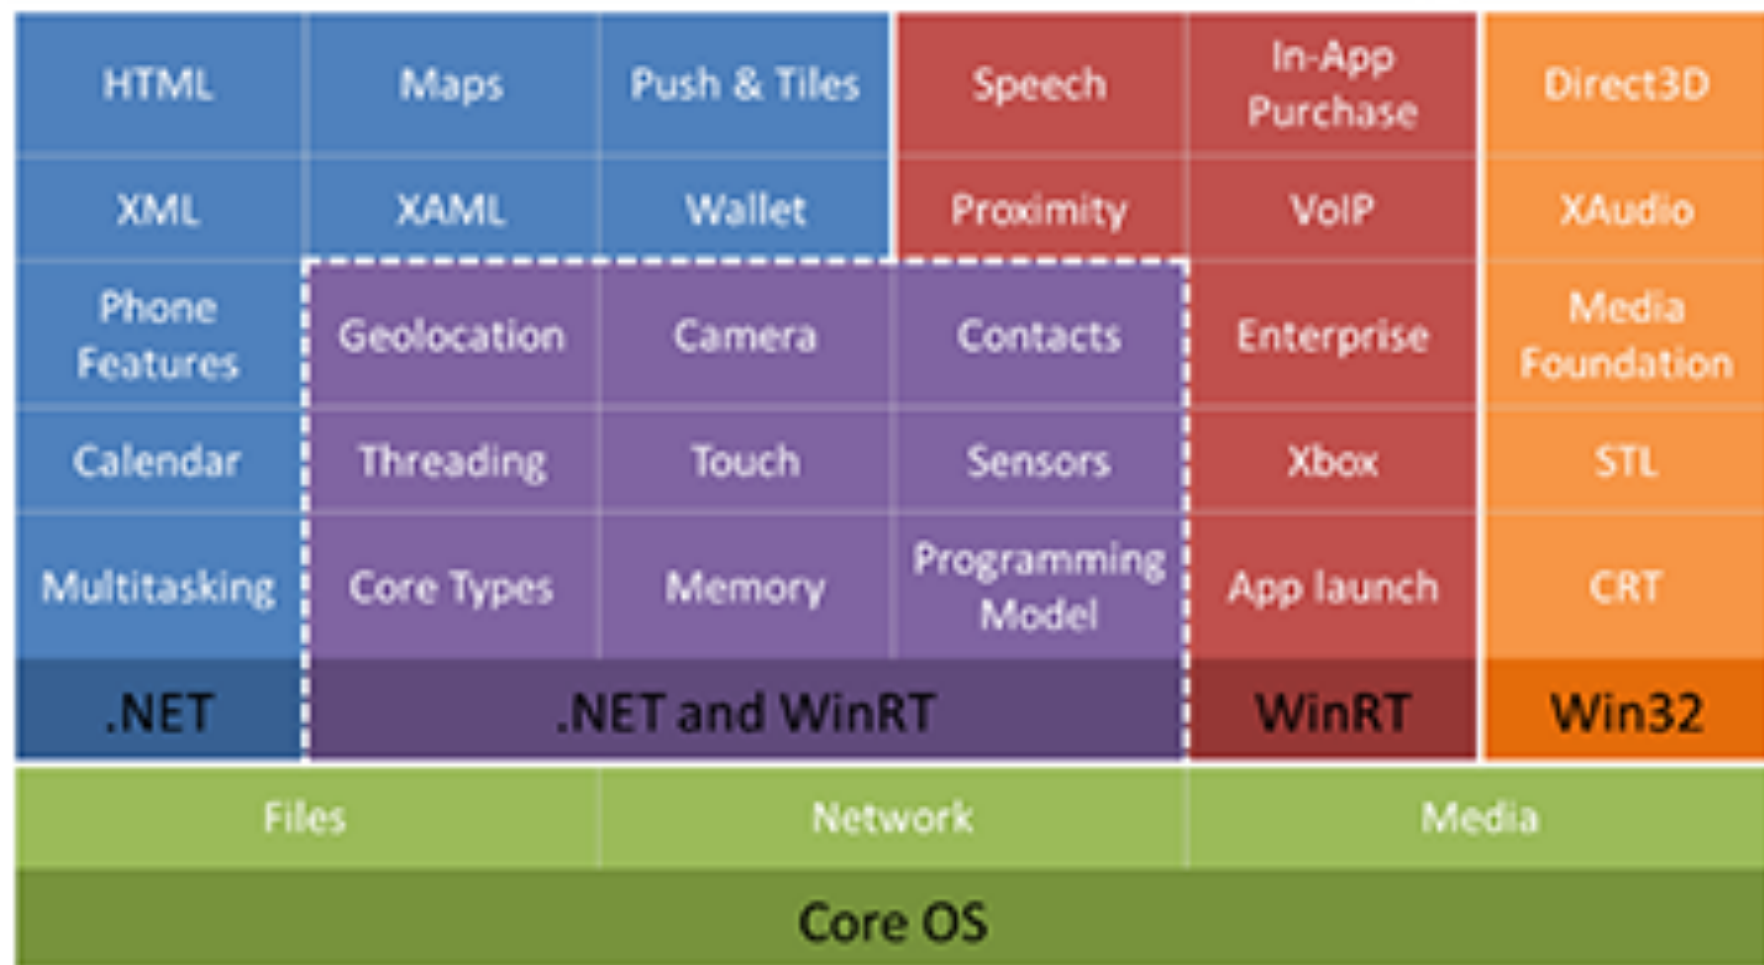 HTML
Maps
Push & Tiles
Speech
In-App
Purchase
Direct3D
XML
XAML
Wallet
Proximity
VoIP
XAudio
Phone
Features
Geolocation
Camera
Contacts
Enterprise
Media
Foundation
Calendar
Threading
Touch
Sensors
Xbox
STL
Multitasking
Core Types
Memory
Programming
Model
App launch
CRT
.NET
.NET and WinRT
WinRT
Win32
Files
Network
Media
Core OS